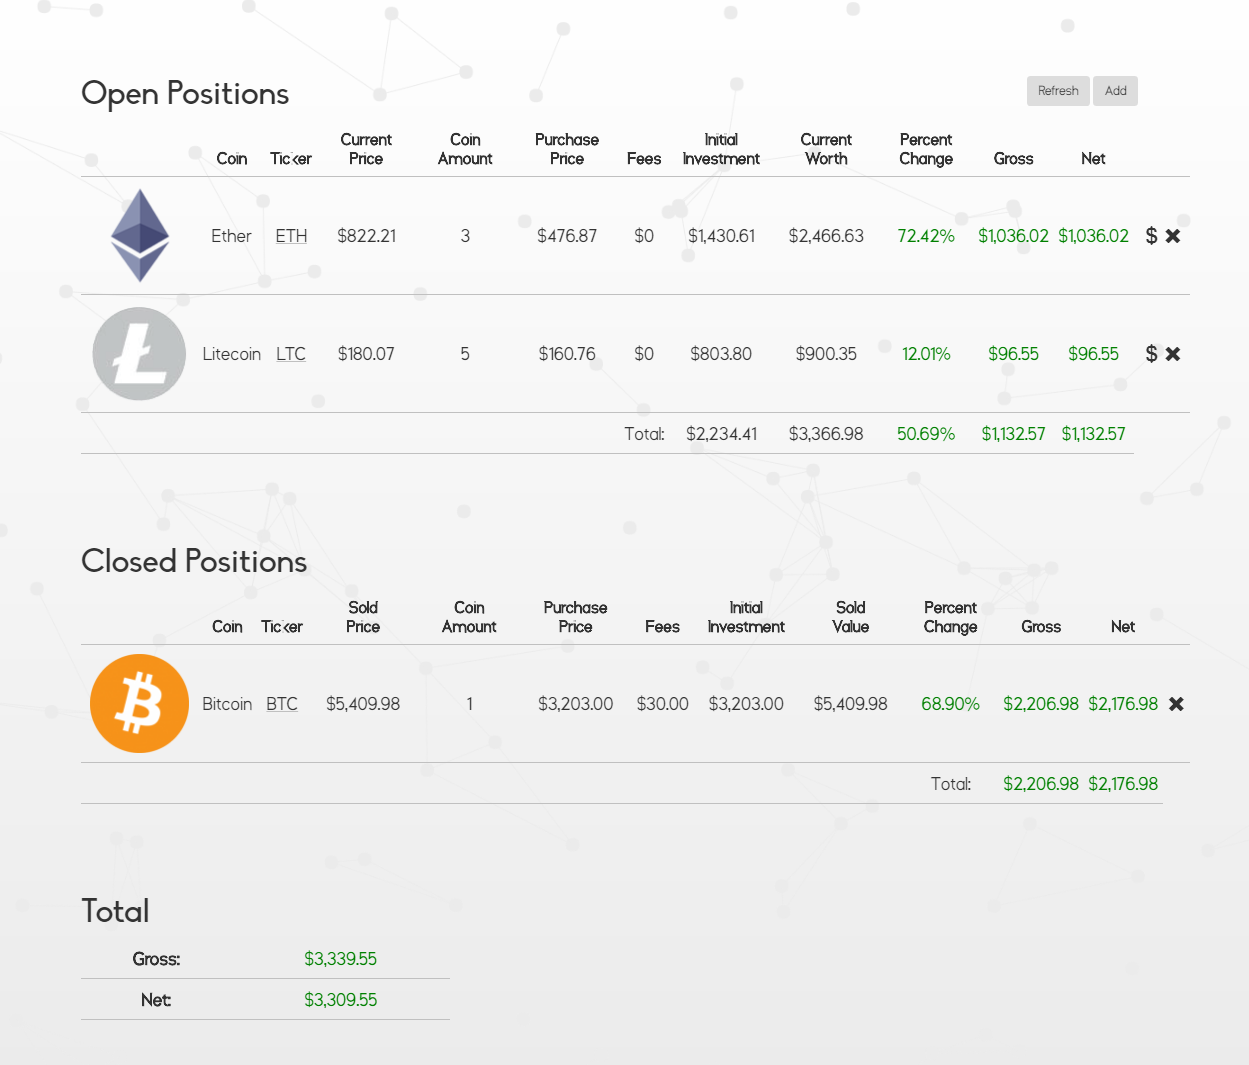 Open Positions
Refresh Add
Coin Ticker Current Price Coin Amount Purchase Price Fees Initial Investment Current Worth Percent Change Gross Net
Ether ETH $822.21 3 $476.87 $0 $1,430.61 $2,466.63 72.42% $1,036.02 $1,036.02 $ ✖
Litecoin LTC $180.07 5 $160.76 $0 $803.80 $900.35 12.01% $96.55 $96.55 $ ✖
Total: $2,234.41 $3,366.98 50.69% $1,132.57 $1,132.57
Closed Positions
Coin Ticker Sold Price Coin Amount Purchase Price Fees Initial Investment Sold Value Percent Change Gross Net
Bitcoin BTC $5,409.98 1 $3,203.00 $30.00 $3,203.00 $5,409.98 68.90% $2,206.98 $2,176.98 ✖
Total: $2,206.98 $2,176.98
Total
Gross: $3,339.55
Net: $3,309.55